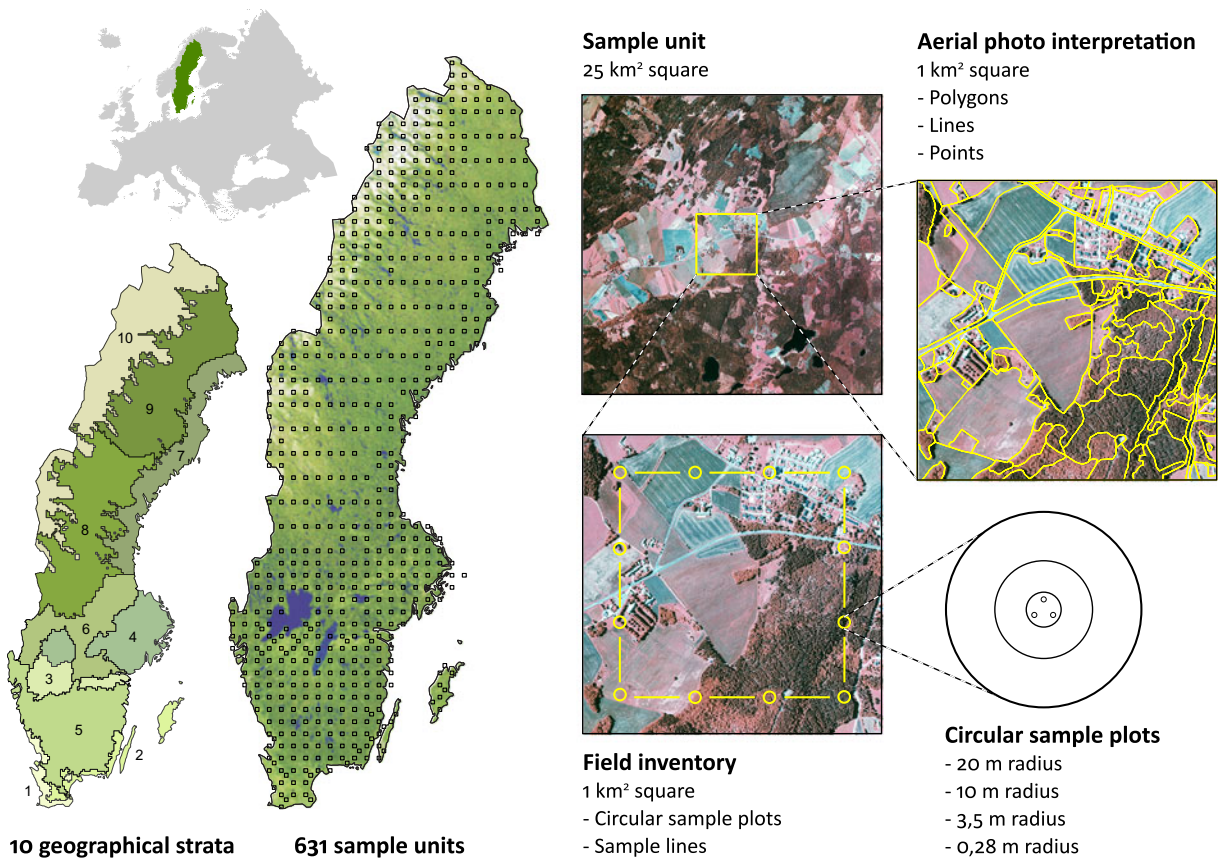 Sample unit
25 km² square
Aerial photo interpretation
1 km² square
- Polygons
- Lines
- Points
10
9
7
8
6
4
3
5
2
1
10 geographical strata
631 sample units
Field inventory
1 km² square
- Circular sample plots
- Sample lines
Circular sample plots
- 20 m radius
- 10 m radius
- 3,5 m radius
- 0,28 m radius